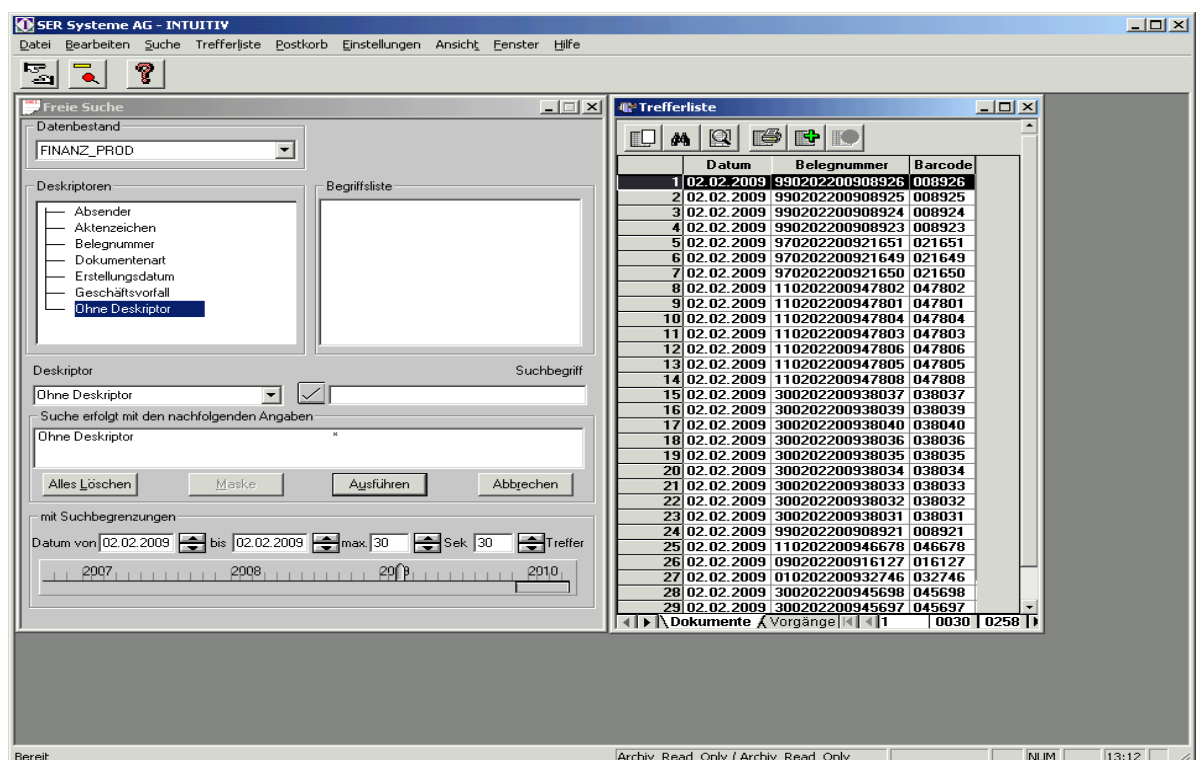 SER Systeme AG - INTUITIV
Datei Bearbeiten Suche Trefferliste Postkorb Einstellungen Ansicht Fenster Hilfe
Freie Suche
Datenbestand
FINANZ_PROD
Deskriptoren
Begriffsliste
Absender
Aktenzeichen
Belegnummer
Dokumentenart
Erstellungsdatum
Geschäftsvorfall
Ohne Deskriptor
Deskriptor Suchbegriff
Ohne Deskriptor
Suche erfolgt mit den nachfolgenden Angaben
Ohne Deskriptor *
Alles Löschen Maske Ausführen Abbrechen
mit Suchbegrenzungen
Datum von 02.02.2009 bis 02.02.2009 max. 30 Sek 30 Treffer
2007 2008 2009 2010
Trefferliste
Datum Belegnummer Barcode
1 02.02.2009 990202200908926 008926
2 02.02.2009 990202200908925 008925
3 02.02.2009 990202200908924 008924
4 02.02.2009 990202200908923 008923
5 02.02.2009 970202200921651 021651
6 02.02.2009 970202200921649 021649
7 02.02.2009 970202200921650 021650
8 02.02.2009 110202200947802 047802
9 02.02.2009 110202200947801 047801
10 02.02.2009 110202200947804 047804
11 02.02.2009 110202200947803 047803
12 02.02.2009 110202200947806 047806
13 02.02.2009 110202200947805 047805
14 02.02.2009 110202200947808 047808
15 02.02.2009 300202200938037 038037
16 02.02.2009 300202200938039 038039
17 02.02.2009 300202200938040 038040
18 02.02.2009 300202200938036 038036
19 02.02.2009 300202200938035 038035
20 02.02.2009 300202200938034 038034
21 02.02.2009 300202200938033 038033
22 02.02.2009 300202200938032 038032
23 02.02.2009 300202200938031 038031
24 02.02.2009 990202200908921 008921
25 02.02.2009 110202200946678 046678
26 02.02.2009 090202200916127 016127
27 02.02.2009 010202200932746 032746
28 02.02.2009 300202200945698 045698
29 02.02.2009 300202200945697 045697
Dokumente Vorgänge 1 0030 0258
Bereit Archiv_Read_Only / Archiv_Read_Only NUM 13:12